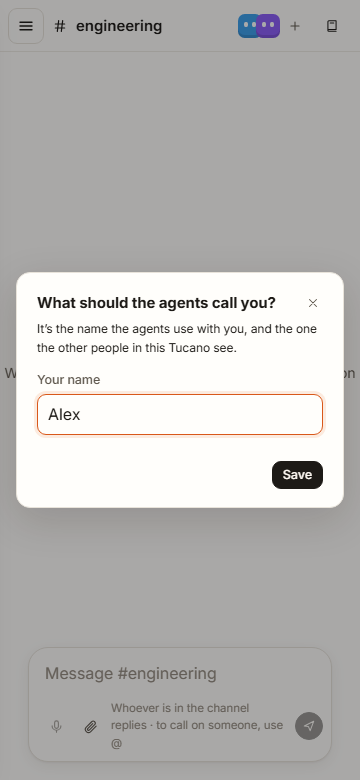 # engineering
What should the agents call you?
It's the name the agents use with you, and the one
the other people in this Tucano see.
Your name
Alex
Save
Message #engineering
Whoever is in the channel
replies · to call on someone, use
@